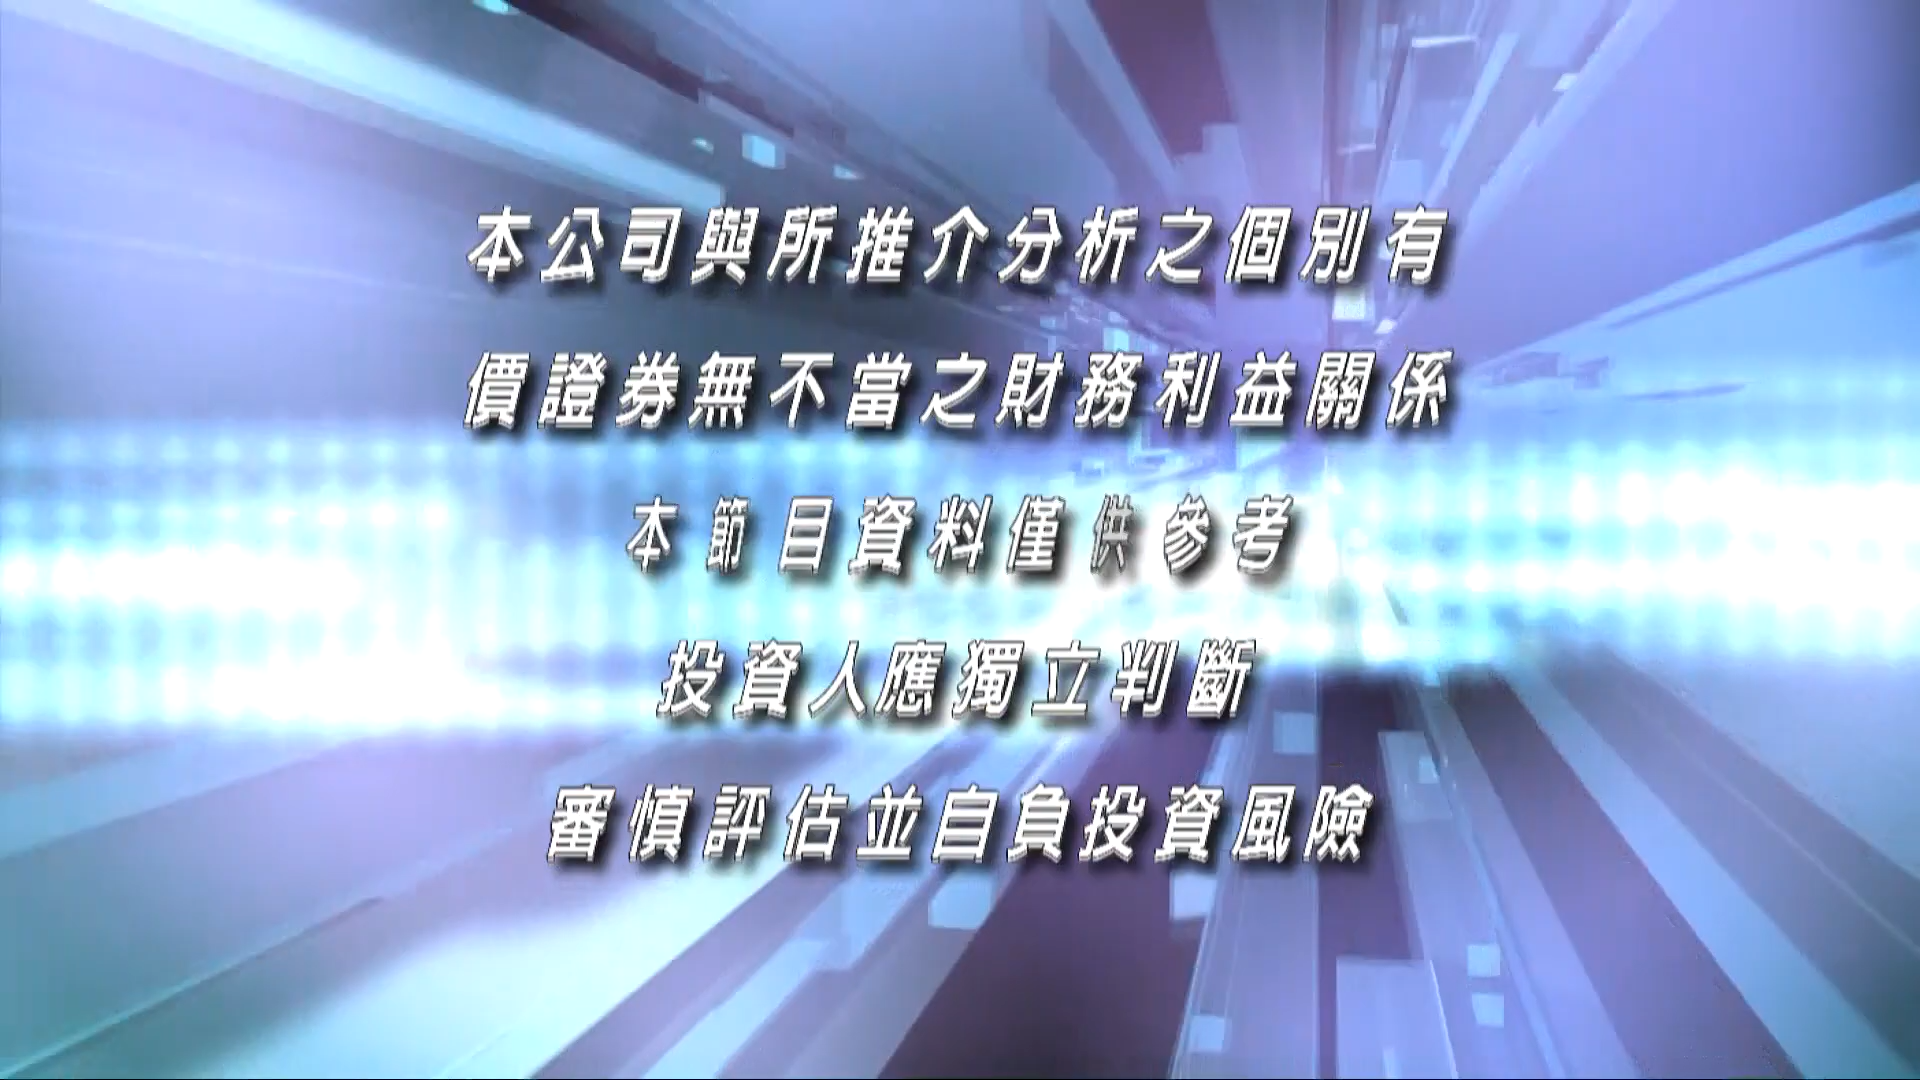 本公司與所推介分析之個別有
價證券無不當之財務利益關係
本節目資料僅供參考
投資人應獨立判斷
審慎評估並自負投資風險